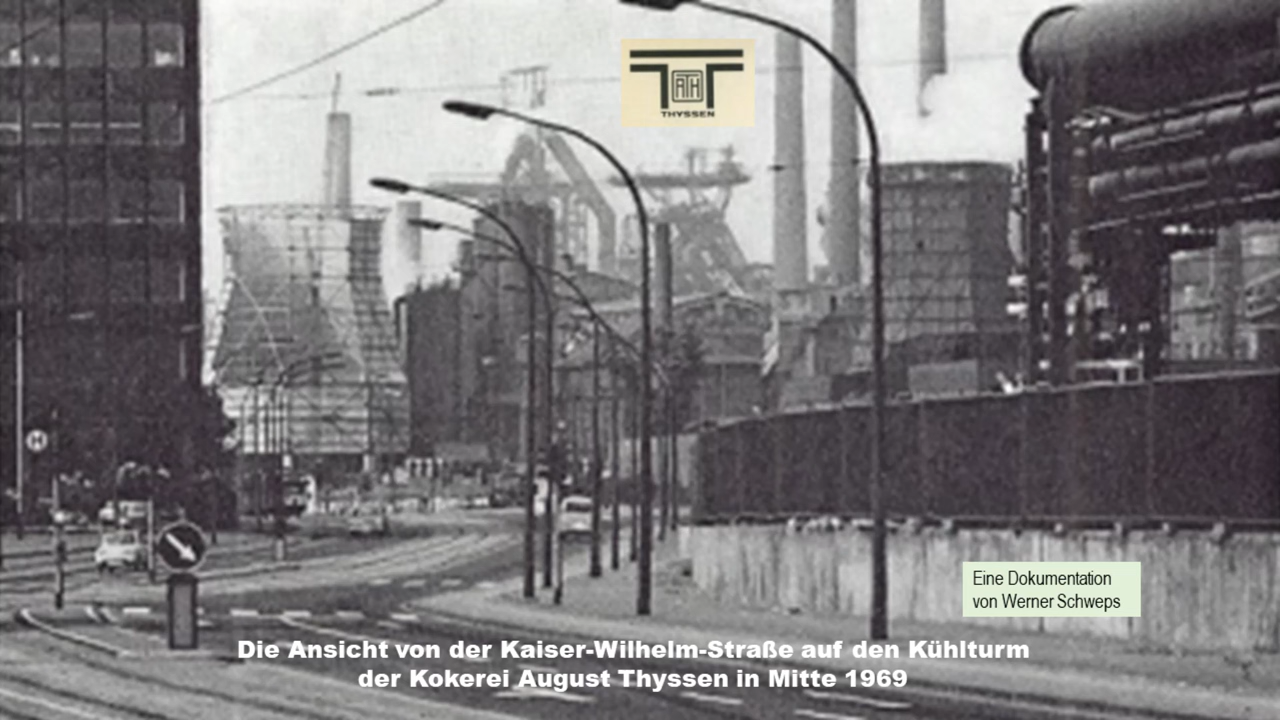 ATH
THYSSEN
H
Eine Dokumentation
von Werner Schweps
Die Ansicht von der Kaiser-Wilhelm-Straße auf den Kühlturm
der Kokerei August Thyssen in Mitte 1969